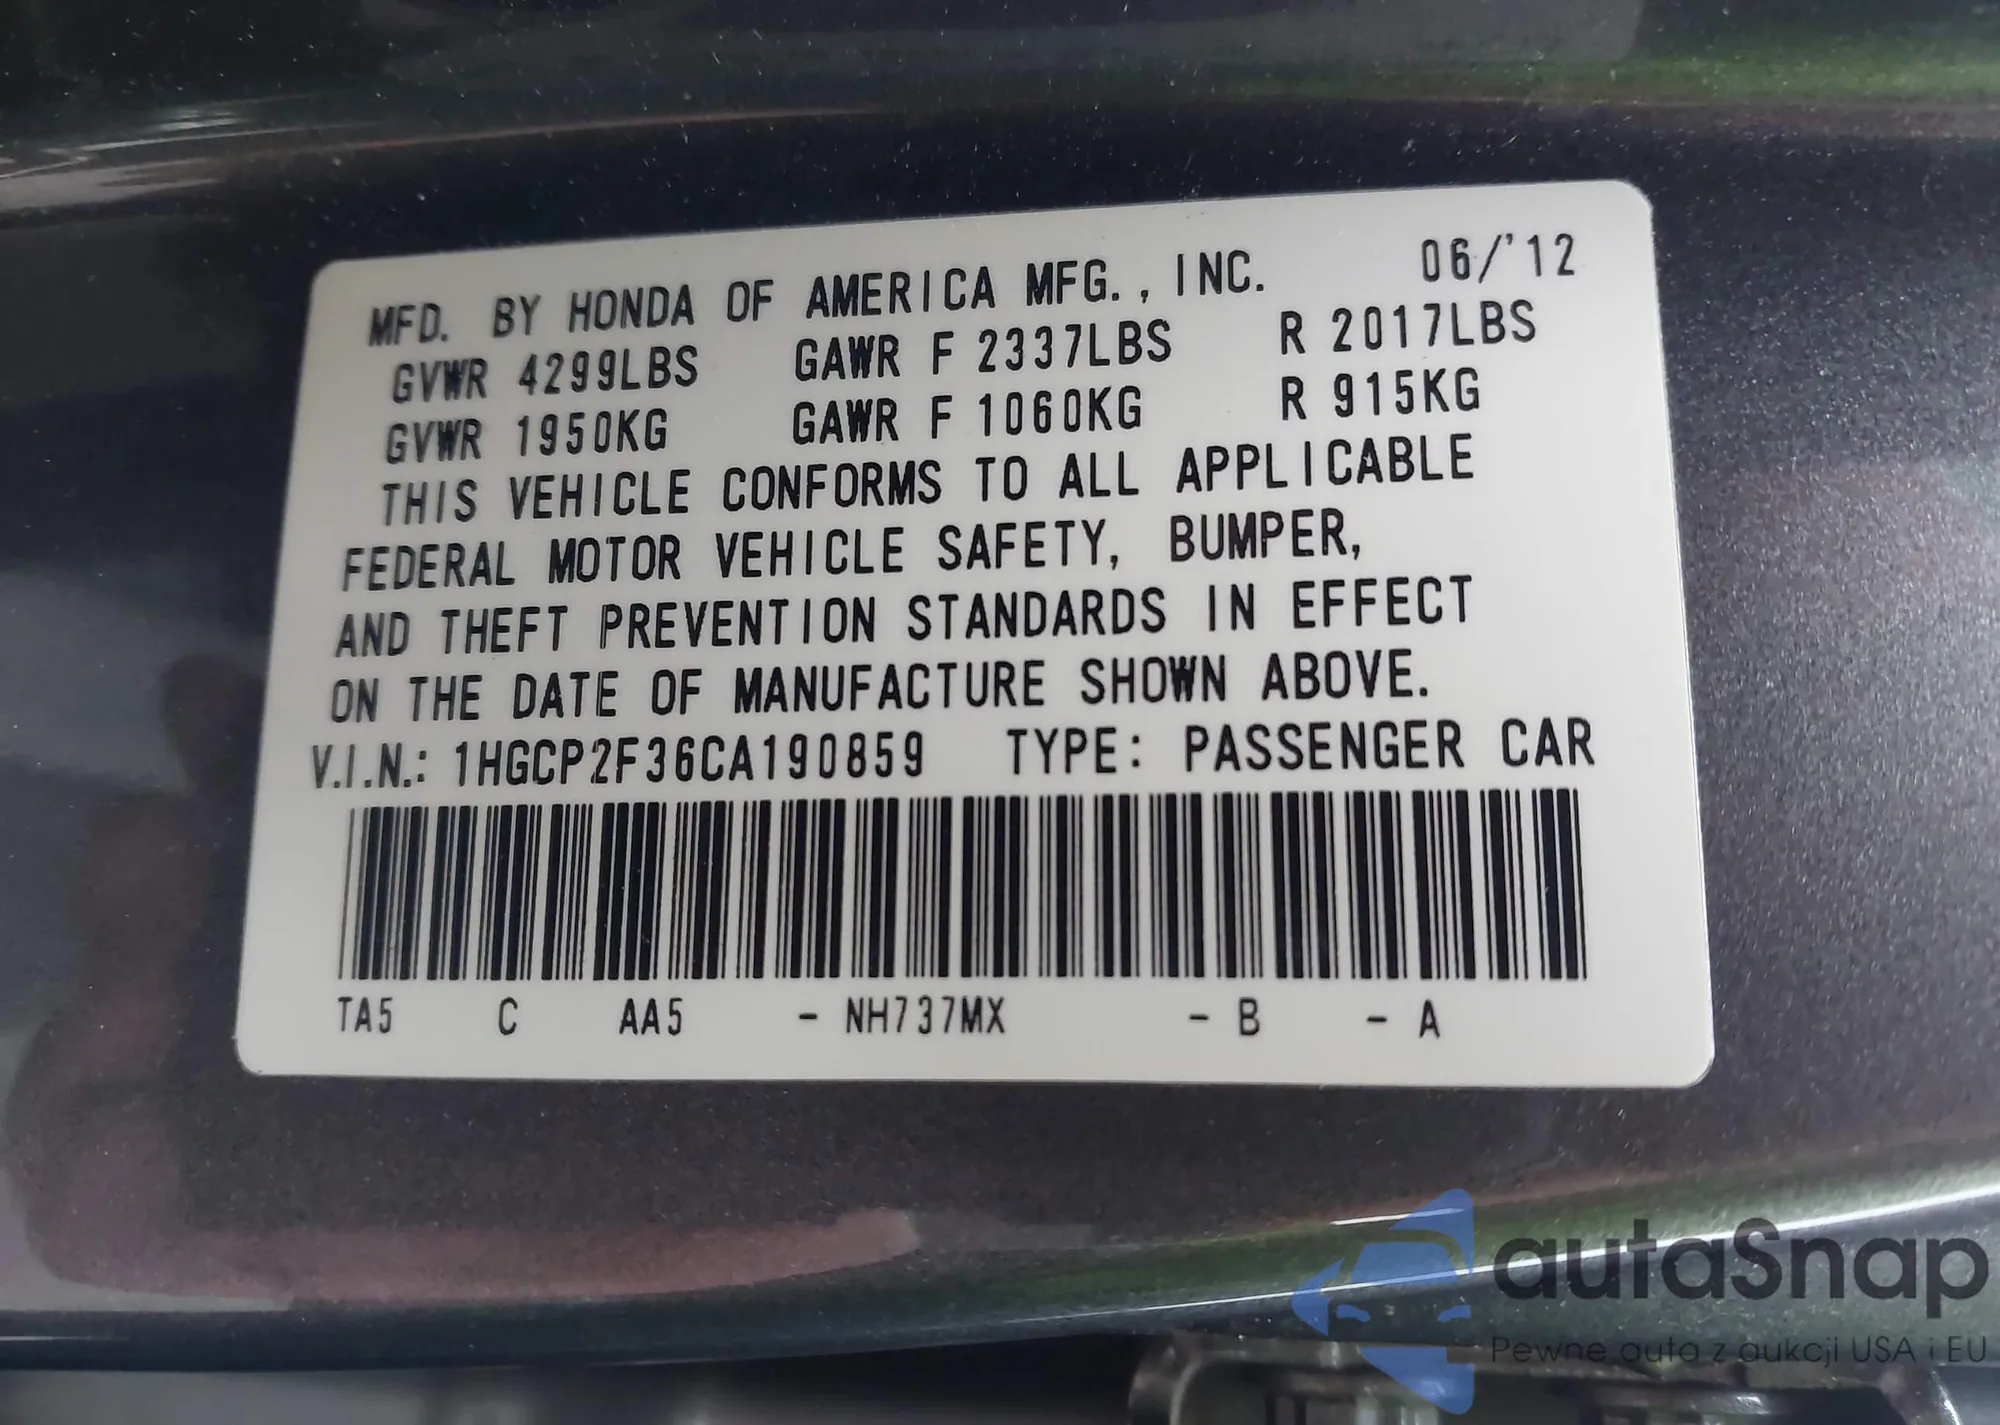 MFD. BY HONDA OF AMERICA MFG., INC. 06/'12
GVWR 4299LBS GAWR F 2337LBS R 2017LBS
GVWR 1950KG GAWR F 1060KG R 915KG
THIS VEHICLE CONFORMS TO ALL APPLICABLE
FEDERAL MOTOR VEHICLE SAFETY, BUMPER,
AND THEFT PREVENTION STANDARDS IN EFFECT
ON THE DATE OF MANUFACTURE SHOWN ABOVE.
V.I.N.: 1HGCP2F36CA190859 TYPE: PASSENGER CAR
TA5 C AA5 - NH737MX - B - A
autaSnap
Pewne auta z aukcji USA i EU